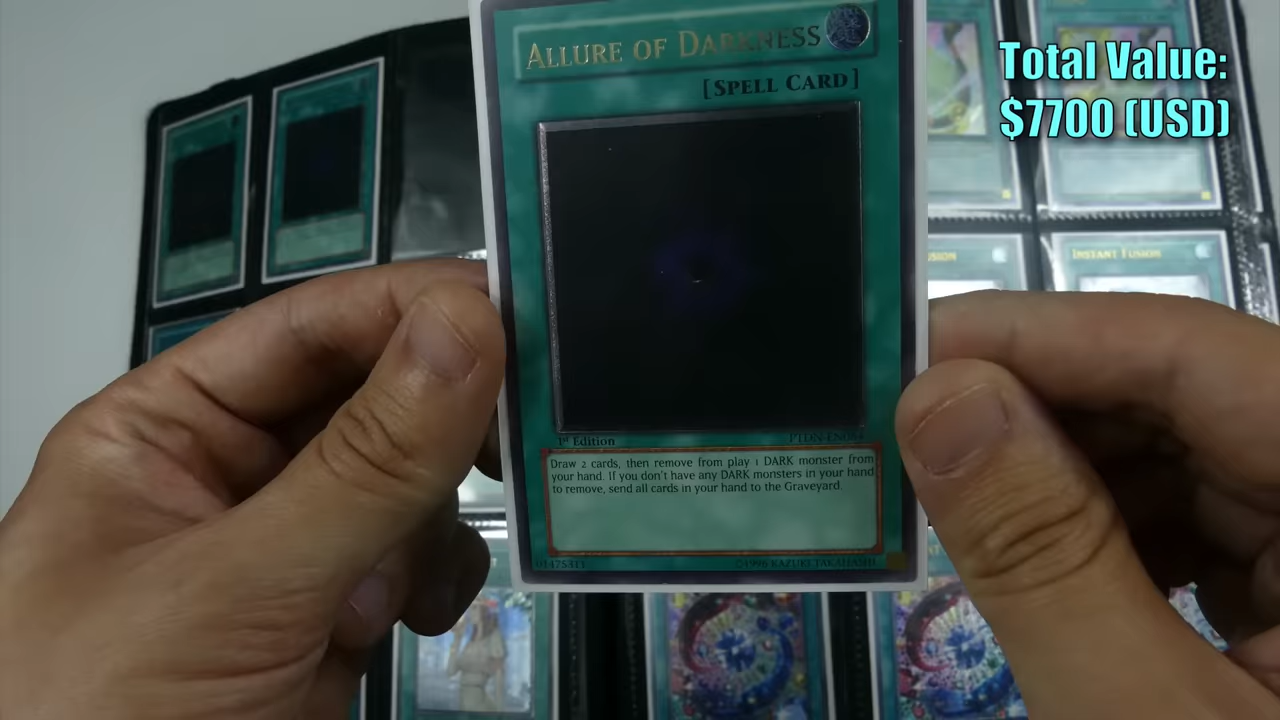 Total Value:
$7700 (USD)
ALLURE OF DARKNESS
[SPELL CARD]
1st Edition
PTDN-EN084
Draw 2 cards, then remove from play 1 DARK monster from
your hand. If you don't have any DARK monsters in your hand
to remove, send all cards in your hand to the Graveyard.
01475311
©1996 KAZUKI TAKAHASHI
INSTANT FUSION